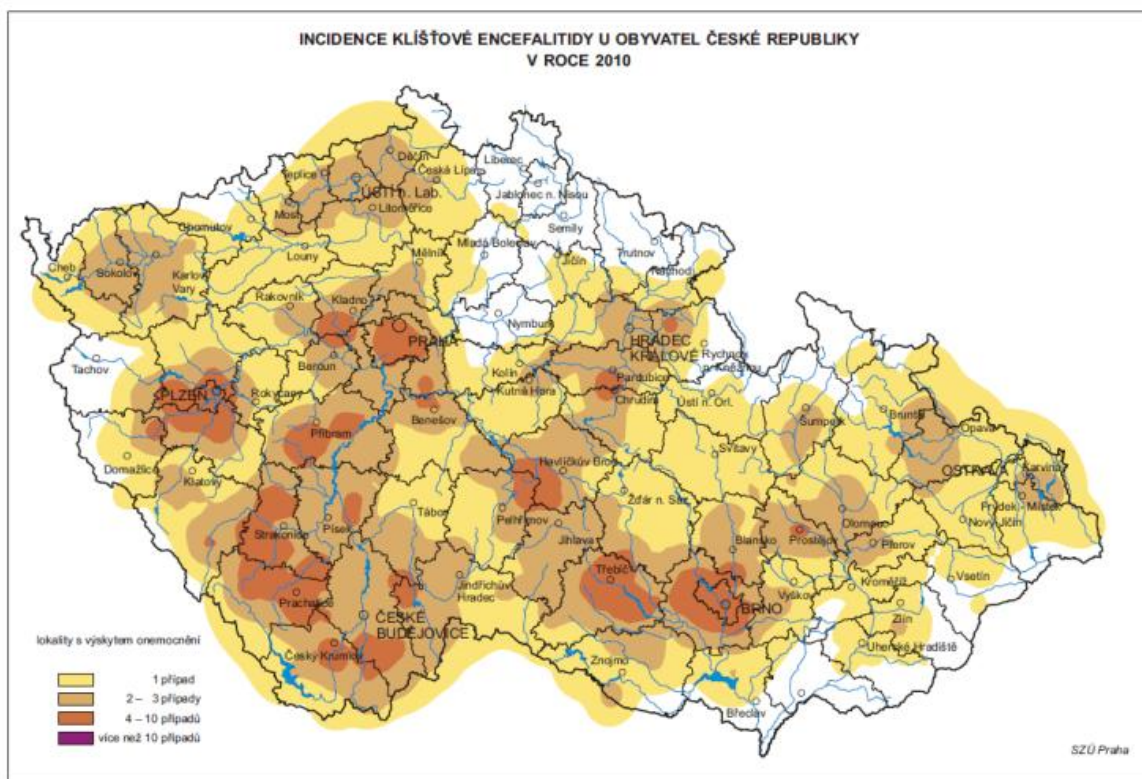 INCIDENCE KLÍŠŤOVÉ ENCEFALITIDY U OBYVATEL ČESKÉ REPUBLIKY
V ROCE 2010
Děčín
Liberec
Teplice
Česká Lípa
ÚSTÍ n. Lab.
Jablonec n. Nisou
Most
Litoměřice
Chomutov
Semily
Mladá Boleslav
Trutnov
Louny
Mělník
Jičín
Cheb
Sokolov
Karlovy
Vary
Náchod
Rakovník
Kladno
Nymburk
PRAHA
HRADEC
KRÁLOVÉ
Rychnov
n. Kněžnou
Tachov
Beroun
Kolín
Kutná Hora
Pardubice
Chrudim
PLZEŇ
Rokycany
Ústí n. Orl.
Benešov
Příbram
Šumperk
Bruntál
Opava
Domažlice
Klatovy
Havlíčkův Brod
Svitavy
OSTRAVA
Karviná
Frýdek - Místek
Nový Jičín
Žďár n. Sáz.
Tábor
Pelhřimov
Písek
Strakonice
Jihlava
Olomouc
Prostějov
Přerov
Blansko
Třebíč
Jindřichův
Hradec
Prachatice
Vyškov
Kroměříž
Vsetín
BRNO
Zlín
ČESKÉ
BUDĚJOVICE
Uherské Hradiště
Český Krumlov
Znojmo
Břeclav
lokality s výskytem onemocnění
1 případ
2 – 3 případy
4 – 10 případů
více než 10 případů
SZÚ Praha